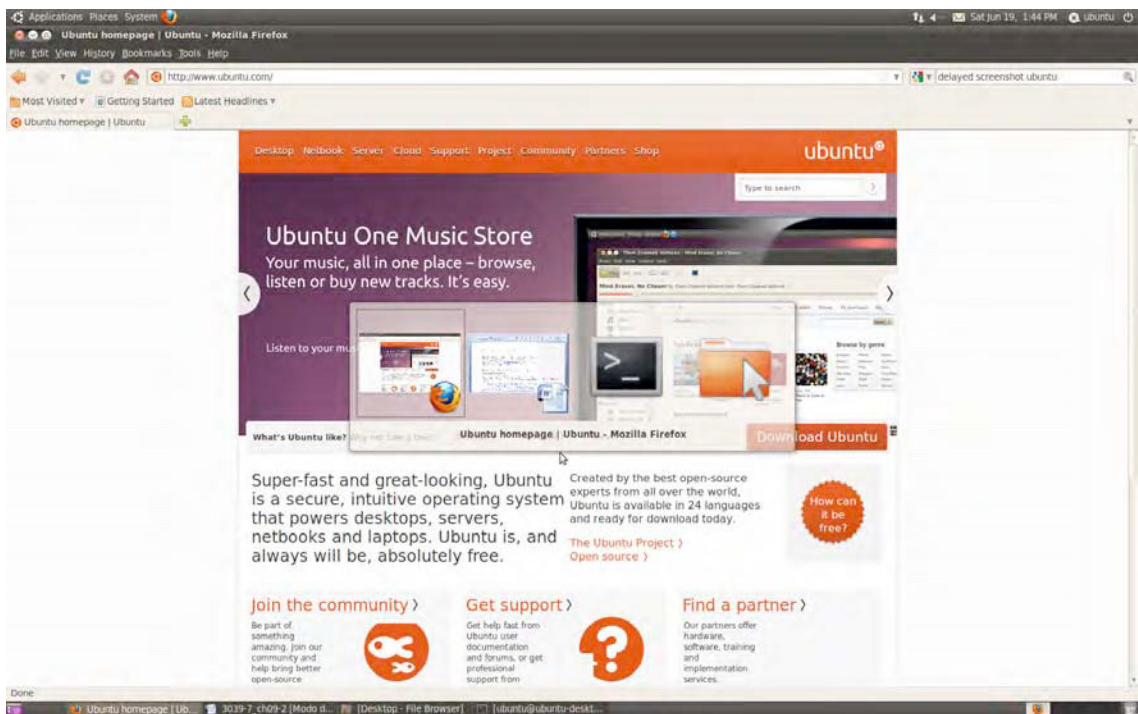 Applications Places System
Sat Jun 19, 1:44 PM ubuntu
Ubuntu homepage | Ubuntu - Mozilla Firefox
File Edit View History Bookmarks Tools Help
http://www.ubuntu.com/
delayed screenshot ubuntu
Most Visited Getting Started Latest Headlines
Ubuntu homepage | Ubuntu
Desktop Netbook Server Cloud Support Project Community Partners Shop
ubuntu
Type to search
Ubuntu One Music Store
Your music, all in one place – browse,
listen or buy new tracks. It's easy.
Browse by genre
Listen to your mus
What's Ubuntu like?
Ubuntu homepage | Ubuntu - Mozilla Firefox
Download Ubuntu
Super-fast and great-looking, Ubuntu
is a secure, intuitive operating system
that powers desktops, servers,
netbooks and laptops. Ubuntu is, and
always will be, absolutely free.
Created by the best open-source
experts from all over the world,
Ubuntu is available in 24 languages
and ready for download today.
The Ubuntu Project
Open source
How can
it be
free?
Join the community
Be part of
something
amazing. Join our
community and
help bring better
open-source
Get support
Get help fast from
Ubuntu user
documentation
and forums, or get
professional
support from
Find a partner
Our partners offer
hardware,
software, training
and
implementation
services.
Done
Ubuntu homepage | Ub...
3039-7_ch09-2 [Modo d...
[Desktop - File Browser]
[ubuntu@ubuntu-deskt...